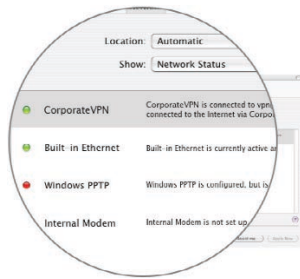 Location: Automatic
Show: Network Status
CorporateVPN
CorporateVPN is connected to vpn
connected to the Internet via Corpo
Built-in Ethernet
Built-in Ethernet is currently active a
Windows PPTP
Windows PPTP is configured, but is
Internal Modem
Internal Modem is not set up.